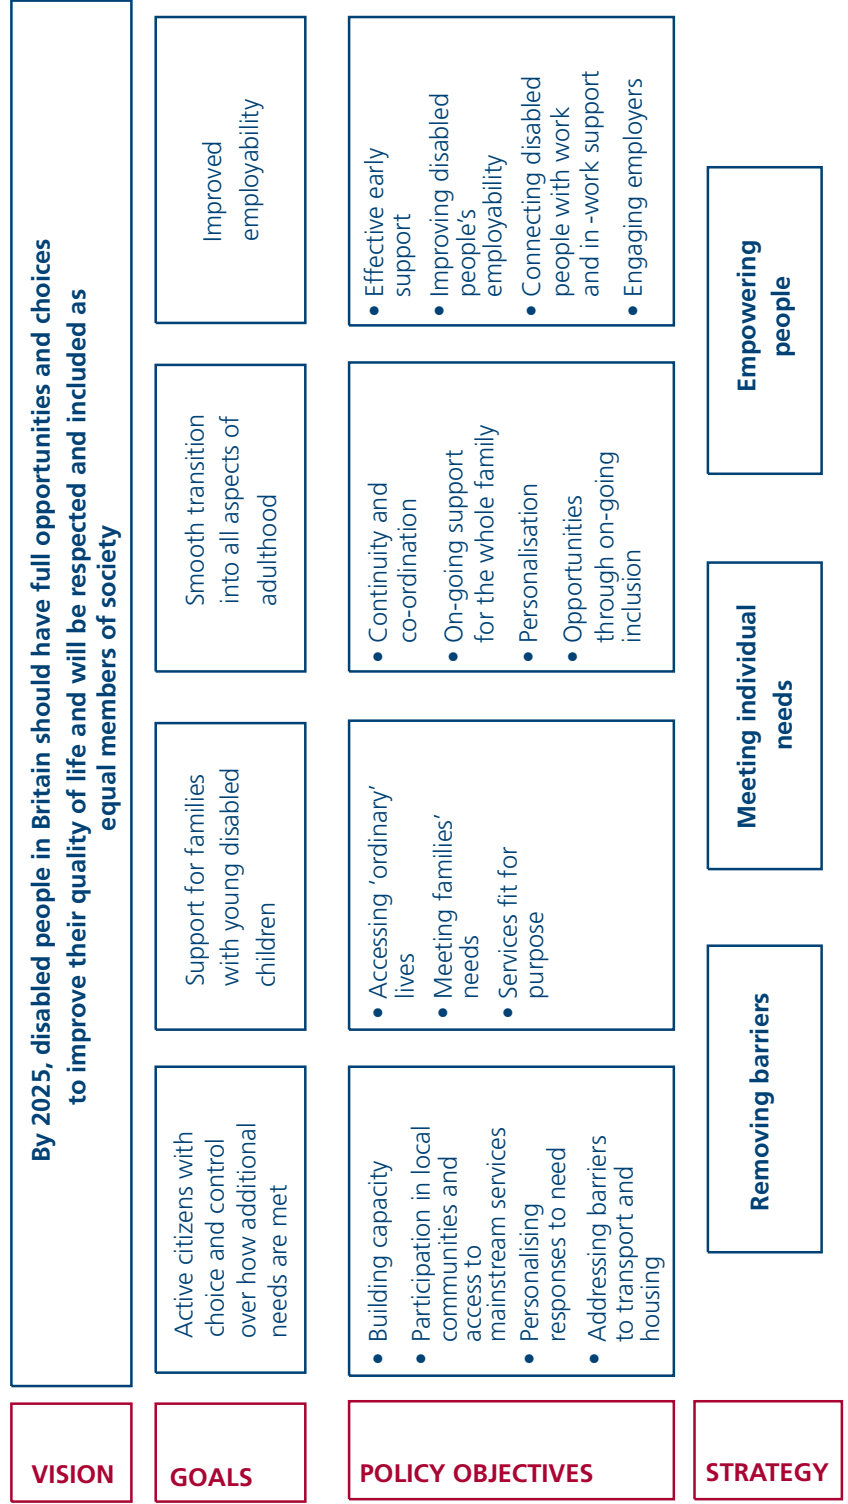 VISION
By 2025, disabled people in Britain should have full opportunities and choices
to improve their quality of life and will be respected and included as
equal members of society
GOALS
Active citizens with
choice and control
over how additional
needs are met
Support for families
with young disabled
children
Smooth transition
into all aspects of
adulthood
Improved
employability
POLICY OBJECTIVES
• Building capacity
• Participation in local
communities and
access to
mainstream services
• Personalising
responses to need
• Addressing barriers
to transport and
housing
• Accessing ‘ordinary’
lives
• Meeting families’
needs
• Services fit for
purpose
• Continuity and
co-ordination
• On-going support
for the whole family
• Personalisation
• Opportunities
through on-going
inclusion
• Effective early
support
• Improving disabled
people’s
employability
• Connecting disabled
people with work
and in -work support
• Engaging employers
STRATEGY
Removing barriers
Meeting individual
needs
Empowering
people